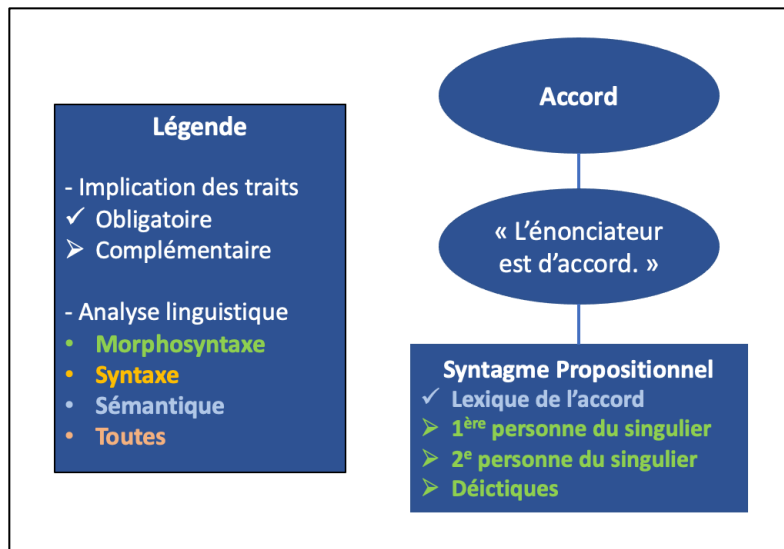 Légende
- Implication des traits
✓ Obligatoire
➢ Complémentaire
- Analyse linguistique
• Morphosyntaxe
• Syntaxe
• Sémantique
• Toutes
Accord
« L’énonciateur
est d’accord. »
Syntagme Propositionnel
✓ Lexique de l’accord
➢ 1ère personne du singulier
➢ 2e personne du singulier
➢ Déictiques